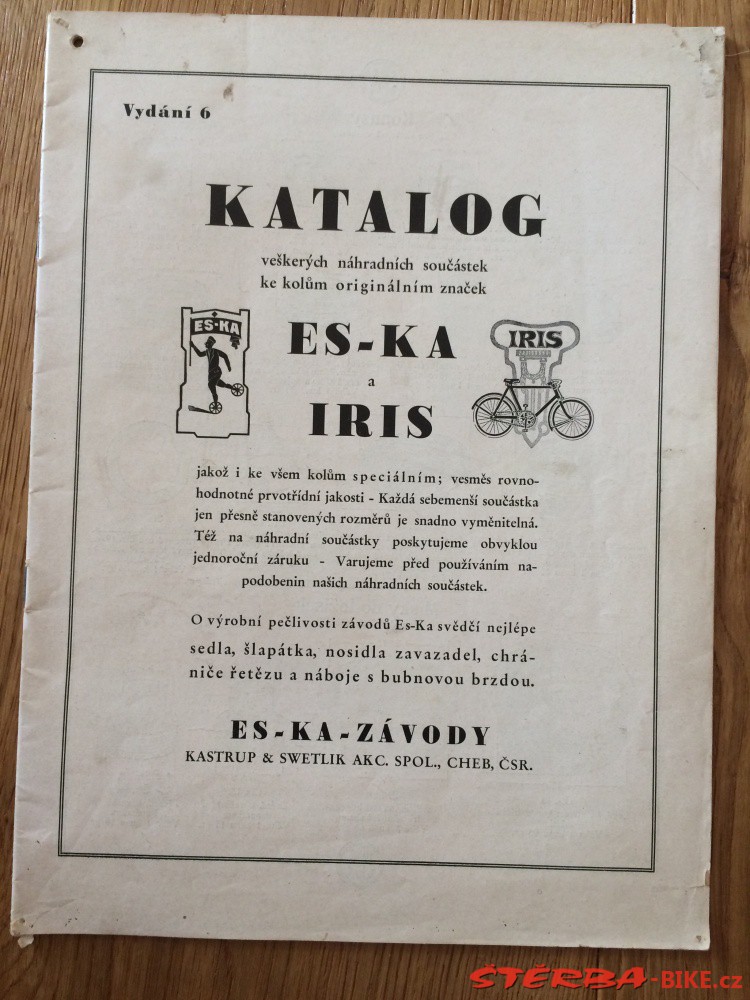 Vydání 6
KATALOG
veškerých náhradních součástek
ke kolům originálním značek
ES-KA
ES-KA
a
IRIS
IRIS
jakož i ke všem kolům speciálním; vesměs rovno-
hodnotné prvotřídní jakosti - Každá sebemenší součástka
jen přesně stanovených rozměrů je snadno vyměnitelná.
Též na náhradní součástky poskytujeme obvyklou
jednoroční záruku - Varujeme před používáním na-
podobenin našich náhradních součástek.
O výrobní pečlivosti závodů Es-Ka svědčí nejlépe
sedla, šlapátka, nosidla zavazadel, chrá-
niče řetězu a náboje s bubnovou brzdou.
ES-KA-ZÁVODY
KASTRUP & SWETLIK AKC. SPOL., CHEB, ČSR.
ŠTĚRBA-BIKE.cz